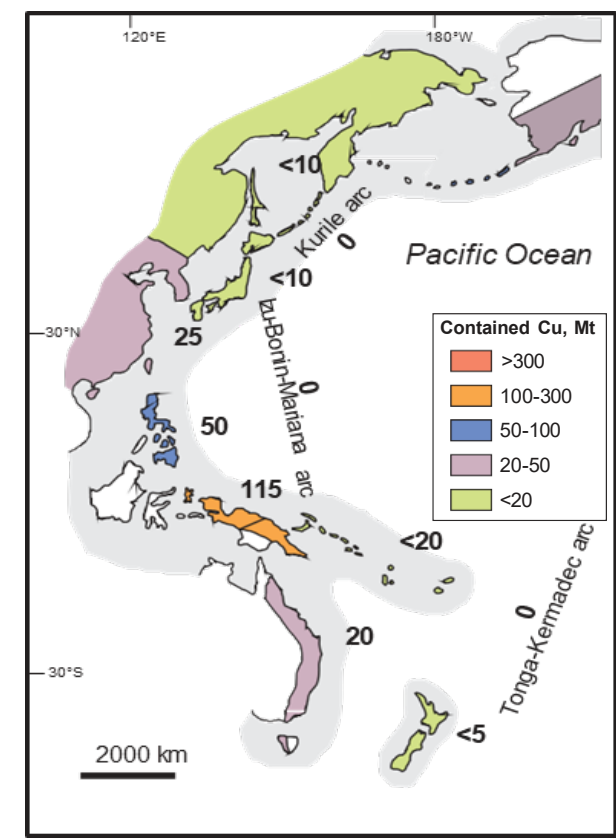 120°E
180°W
<10
Kurile arc
0
Pacific Ocean
<10
Izu-Bonin-Mariana arc
0
30°N
25
Contained Cu, Mt
>300
100-300
50-100
20-50
<20
50
115
<20
Tonga-Kermadec arc
0
20
30°S
<5
2000 km